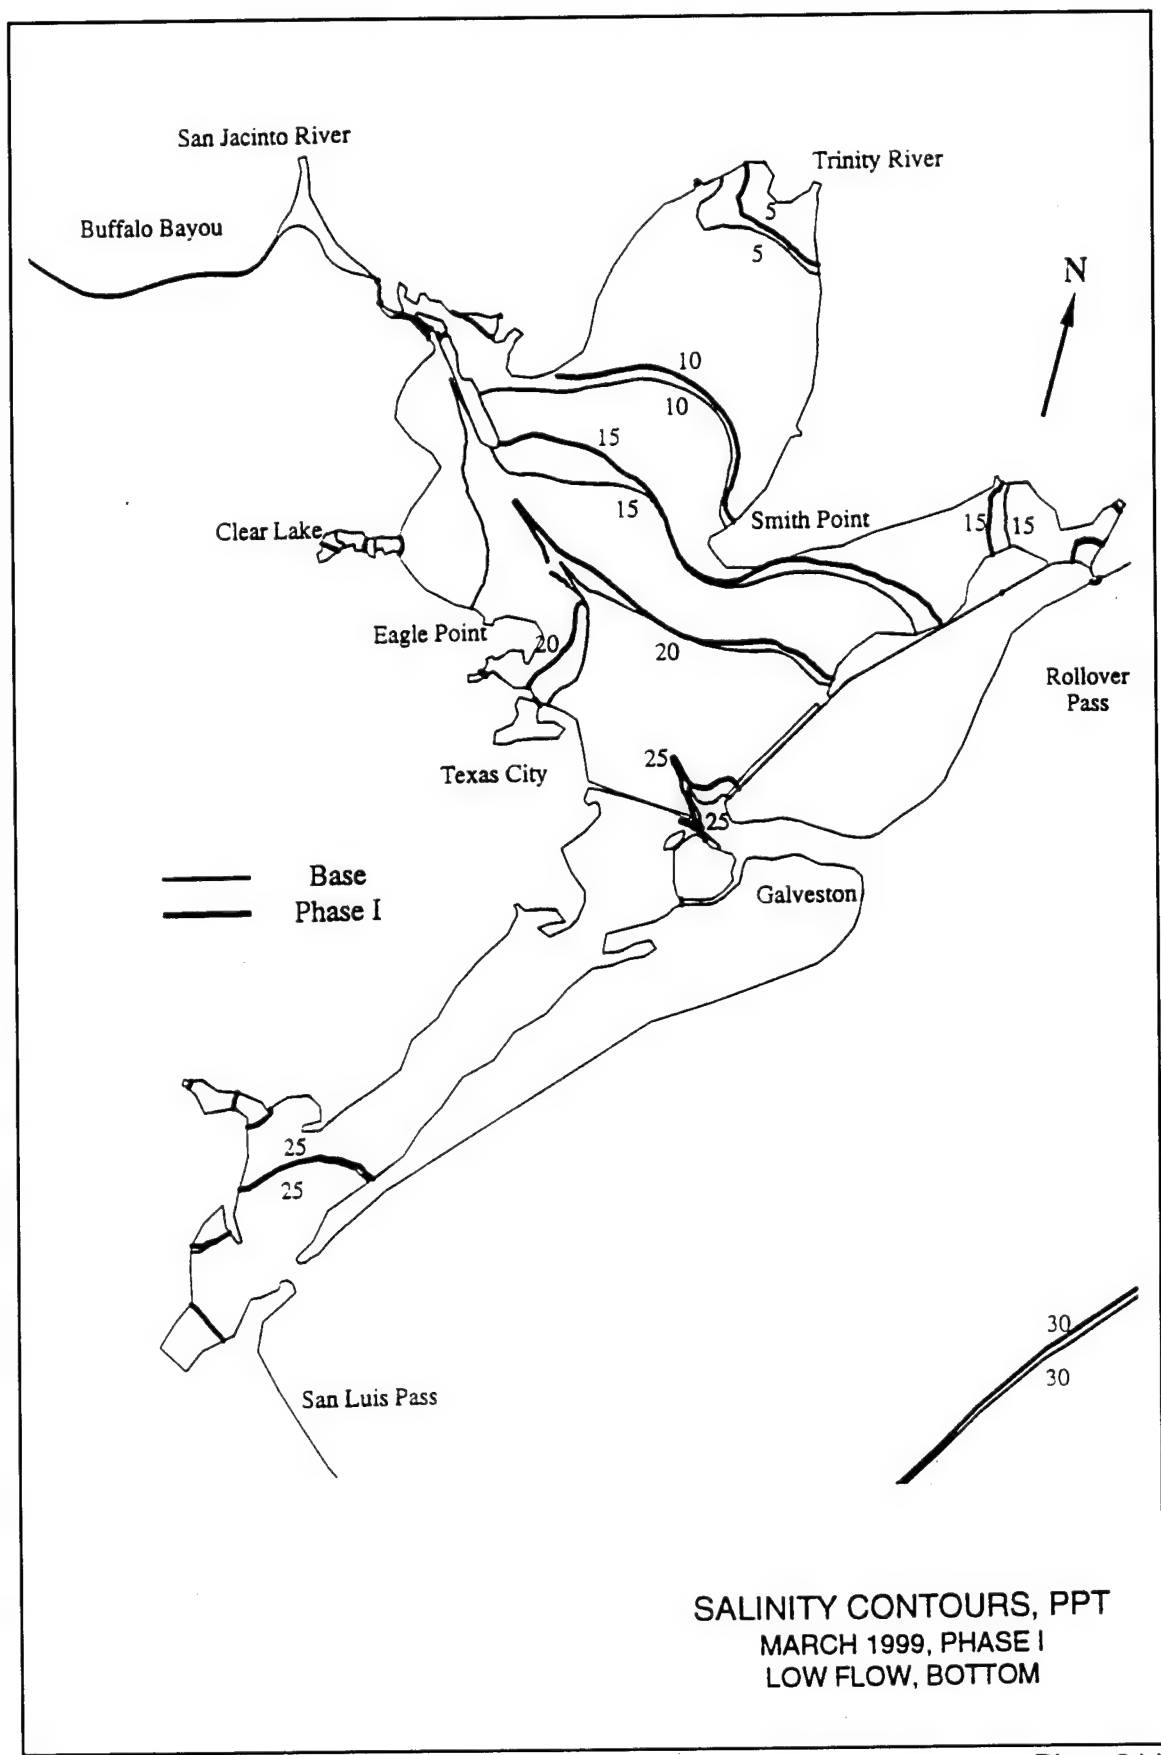 San Jacinto River
Trinity River
Buffalo Bayou
5
5
N
10
10
15
15
Clear Lake
Smith Point
15
15
Eagle Point
20
20
Rollover
Pass
25
Texas City
25
Base
Phase I
Galveston
25
25
30
30
San Luis Pass
SALINITY CONTOURS, PPT
MARCH 1999, PHASE I
LOW FLOW, BOTTOM